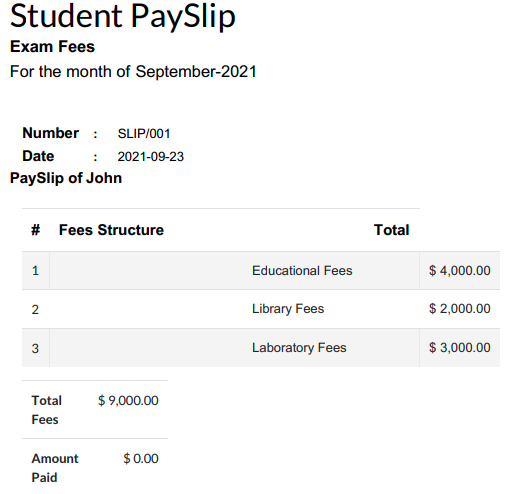 Student PaySlip
Exam Fees
For the month of September-2021
Number : SLIP/001
Date : 2021-09-23
PaySlip of John
# Fees Structure Total
1 Educational Fees $ 4,000.00
2 Library Fees $ 2,000.00
3 Laboratory Fees $ 3,000.00
Total $ 9,000.00
Fees
Amount $ 0.00
Paid